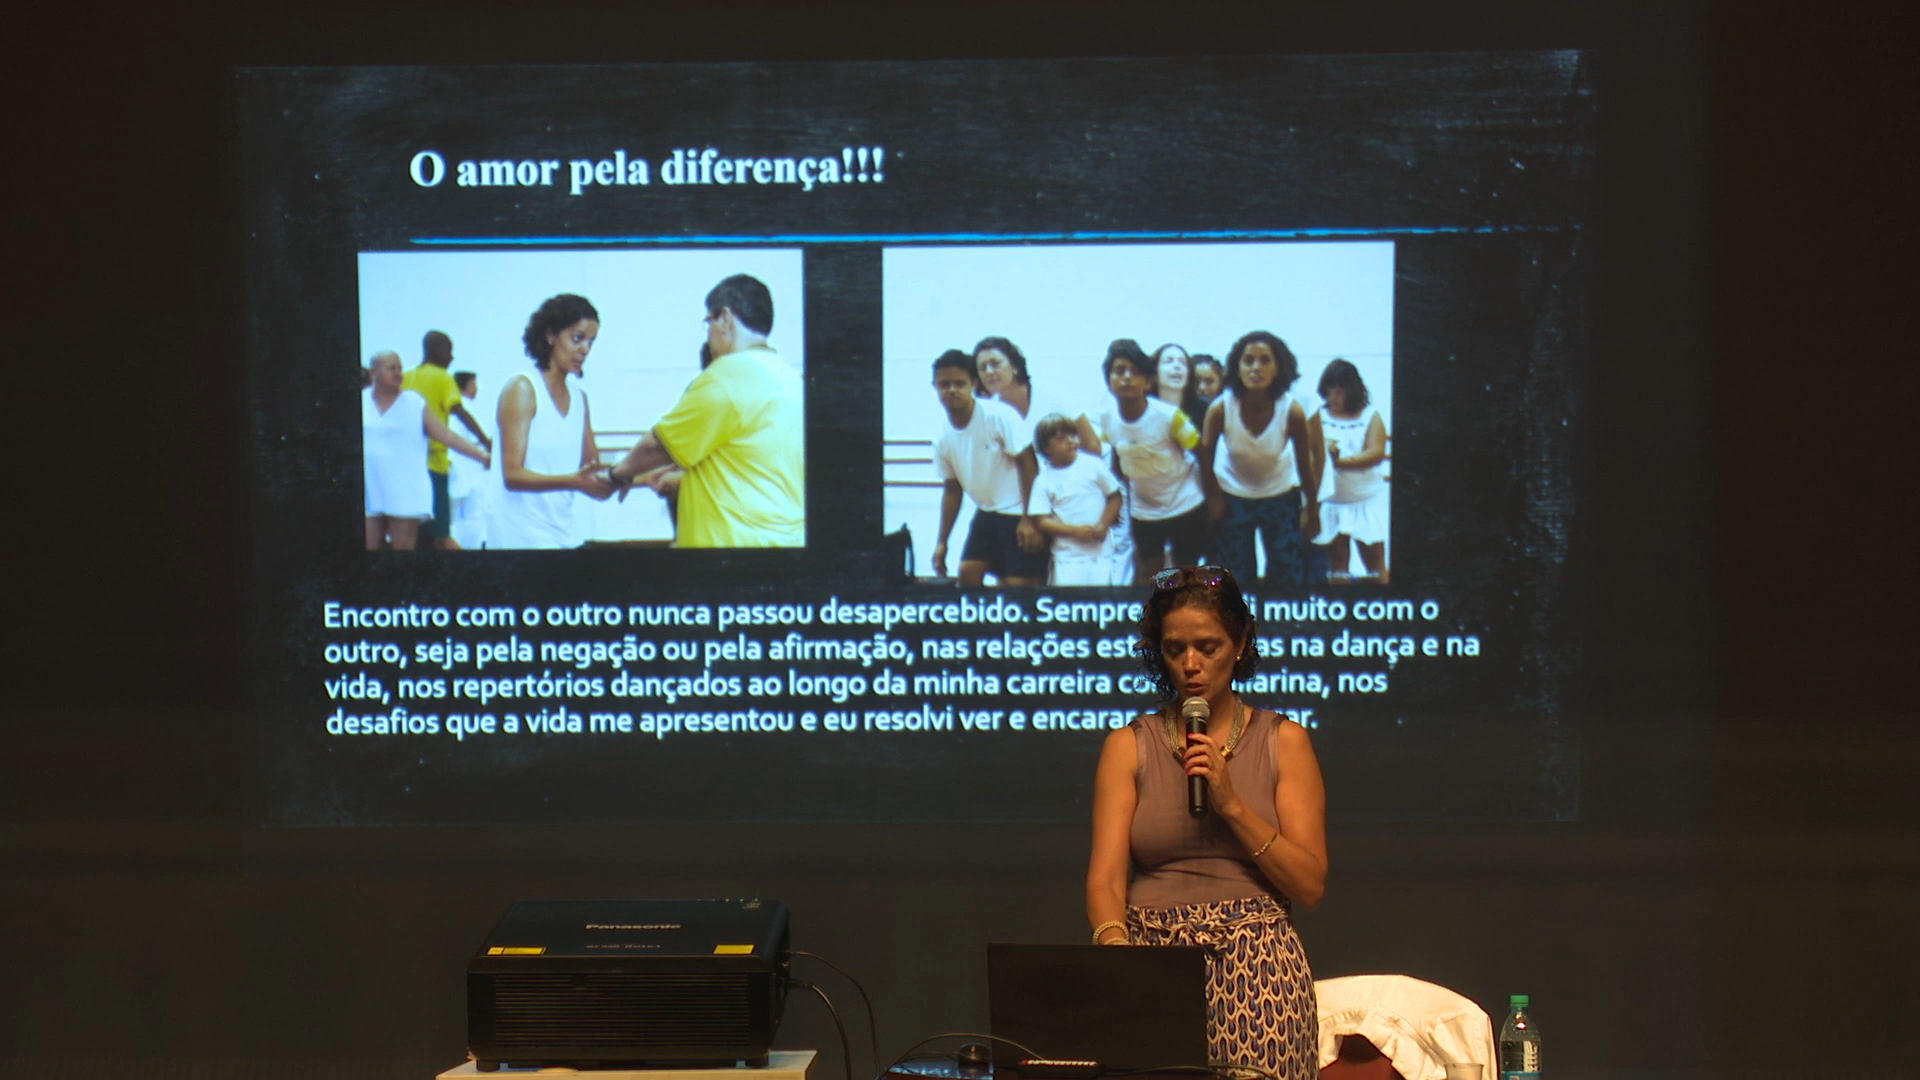 O amor pela diferença!!!
Encontro com o outro nunca passou desapercebido. Sempre muito com o
outro, seja pela negação ou pela afirmação, nas relações na dança e na
vida, nos repertórios dançados ao longo da minha carreira nos
desafios que a vida me apresentou e eu resolvi ver e encarar
Panasonic